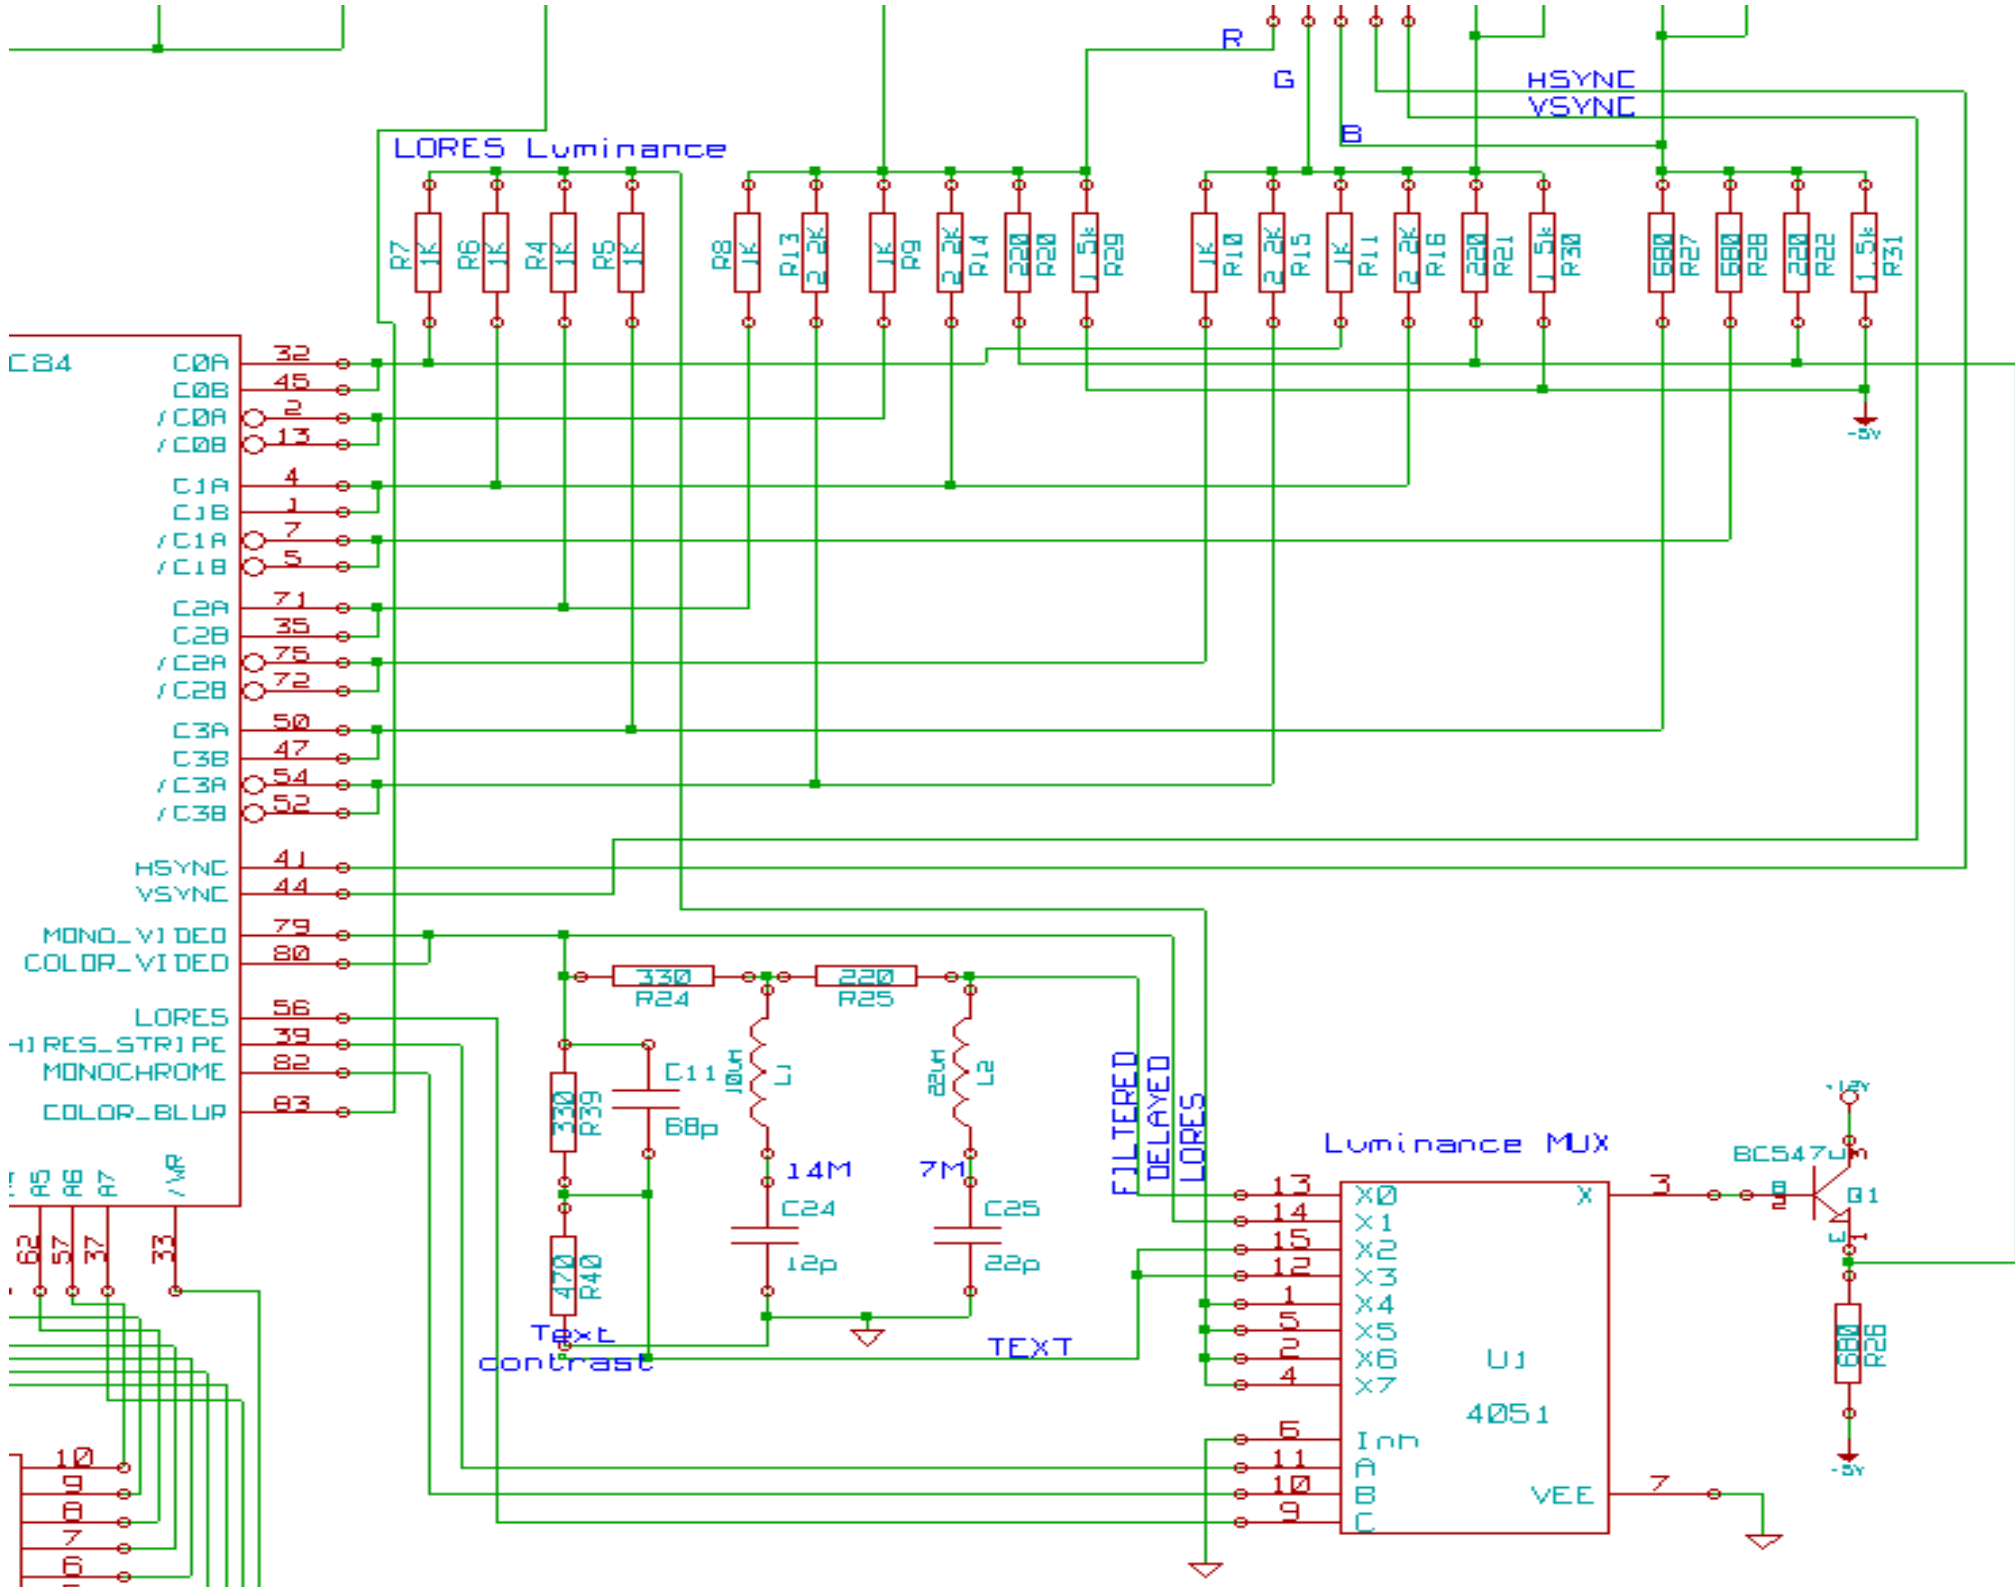 R
G
HSYNC
VSYNC
B
LORES Luminance
R7 1K
R6 1K
R4 1K
R5 1K
R8 1K
R13 2.2K
R9 1K
R14 2.2K
R20 220
R29 1.5k
R10 1K
R15 2.2K
R11 1K
R16 2.2K
R21 220
R30 1.5k
R27 680
R28 680
R22 220
R31 1.5k
-5V
C84
C0A 32
C0B 45
/C0A 2
/C0B 13
C1A 4
C1B 1
/C1A 7
/C1B 5
C2A 71
C2B 35
/C2A 75
/C2B 72
C3A 50
C3B 47
/C3A 54
/C3B 52
HSYNC 41
VSYNC 44
MONO_VIDEO 79
COLOR_VIDEO 80
LORES 56
HIRES_STRIPE 39
MONOCHROME 82
COLOR_BLUR 83
A5 62
A6 57
A7 37
/WR 33
330
R24
220
R25
C11
68p
330 R39
470 R40
10uH L1
22uH L2
14M
7M
C24
12p
C25
22p
Text
contrast
TEXT
FILTERED
DELAYED
LORES
Luminance MUX
13 X0
14 X1
15 X2
12 X3
1 X4
5 X5
2 X6
4 X7
6 Inh
11 A
10 B
9 C
X 3
VEE 7
U1
4051
BC547
Q1
B 2
E 1
680 R26
-5V
10
9
8
7
6